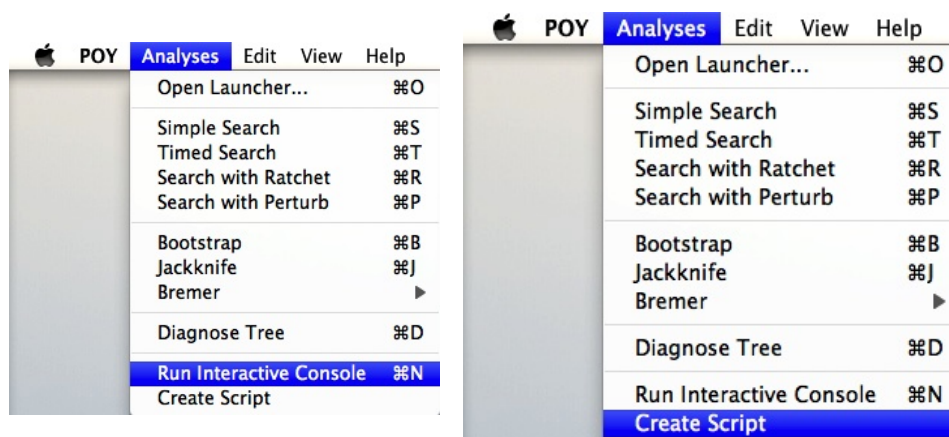 POY Analyses Edit View Help
Open Launcher... ⌘O
Simple Search ⌘S
Timed Search ⌘T
Search with Ratchet ⌘R
Search with Perturb ⌘P
Bootstrap ⌘B
Jackknife ⌘J
Bremer ▶
Diagnose Tree ⌘D
Run Interactive Console ⌘N
Create Script
POY Analyses Edit View Help
Open Launcher... ⌘O
Simple Search ⌘S
Timed Search ⌘T
Search with Ratchet ⌘R
Search with Perturb ⌘P
Bootstrap ⌘B
Jackknife ⌘J
Bremer ▶
Diagnose Tree ⌘D
Run Interactive Console ⌘N
Create Script